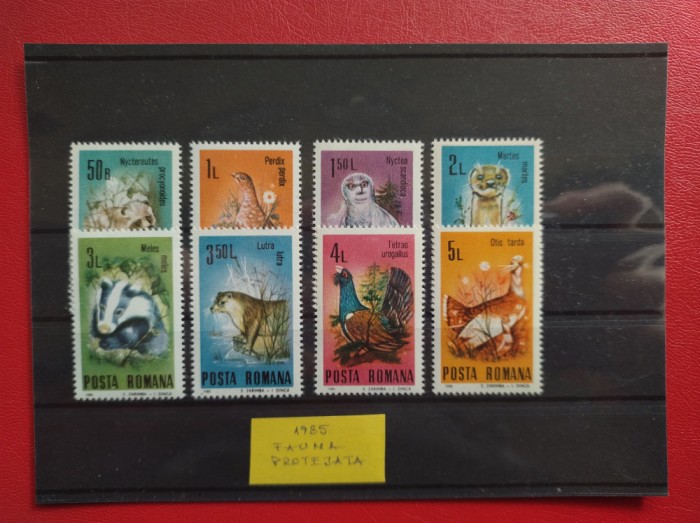 50B
Nyctereutes
procyonoides
1L
Perdix
perdix
1.50L
Nyctea
scandiaca
2L
Martes
martes
3L
Meles
meles
POSTA ROMANA
3.50L
Lutra
lutra
POSTA ROMANA
4L
Tetrao
urogallus
POSTA ROMANA
5L
Otis tarda
POSTA ROMANA
1985
FAUNA
PROTEJATA